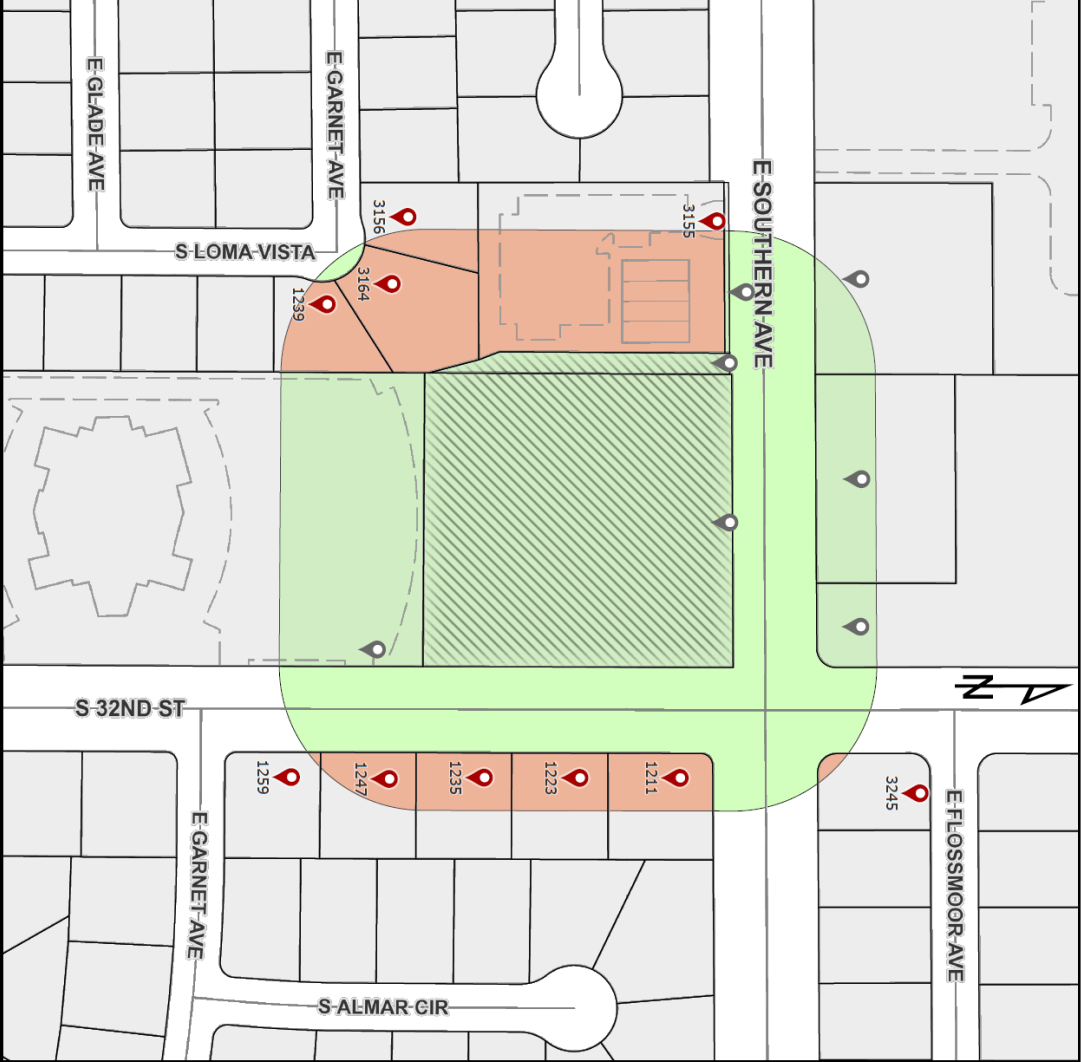 E GLADE AVE
E GARNET AVE
S LOMA VISTA
3156
3164
1239
3155
E SOUTHERN AVE
S 32ND ST
N
1259
1247
1235
1223
1211
3245
E GARNET AVE
E FLOSSMOOR AVE
S ALMAR CIR